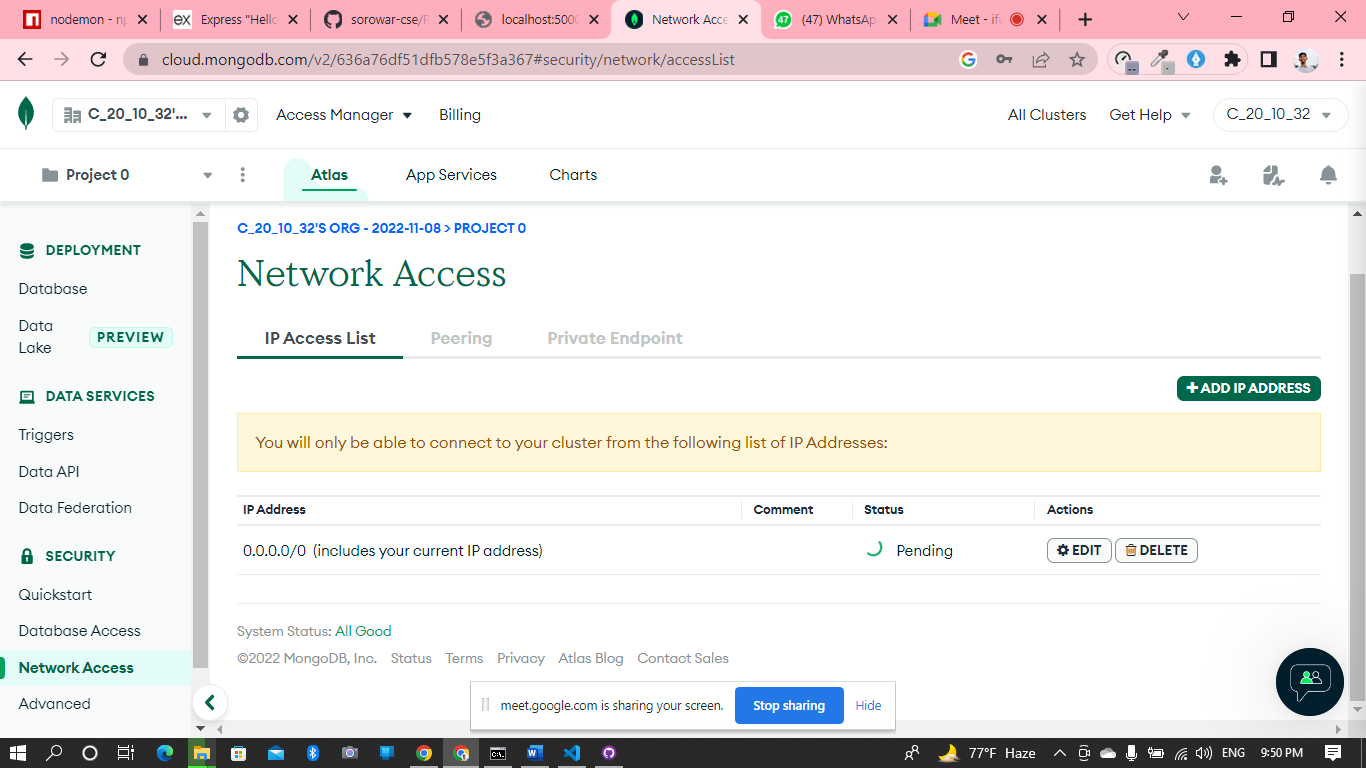 nodemon - np
Express "Hello
sorowar-cse/F
localhost:5000
Network Acce
(47) WhatsAp
Meet - ifu
cloud.mongodb.com/v2/636a76df51dfb578e5f3a367#security/network/accessList
C_20_10_32'...
Access Manager
Billing
All Clusters
Get Help
C_20_10_32
Project 0
Atlas
App Services
Charts
DEPLOYMENT
Database
Data
Lake
PREVIEW
DATA SERVICES
Triggers
Data API
Data Federation
SECURITY
Quickstart
Database Access
Network Access
Advanced
C_20_10_32'S ORG - 2022-11-08 > PROJECT 0
Network Access
IP Access List
Peering
Private Endpoint
+ ADD IP ADDRESS
You will only be able to connect to your cluster from the following list of IP Addresses:
IP Address Comment Status Actions
0.0.0.0/0 (includes your current IP address) Pending EDIT DELETE
System Status: All Good
©2022 MongoDB, Inc. Status Terms Privacy Atlas Blog Contact Sales
meet.google.com is sharing your screen. Stop sharing Hide
77°F Haze ENG 9:50 PM